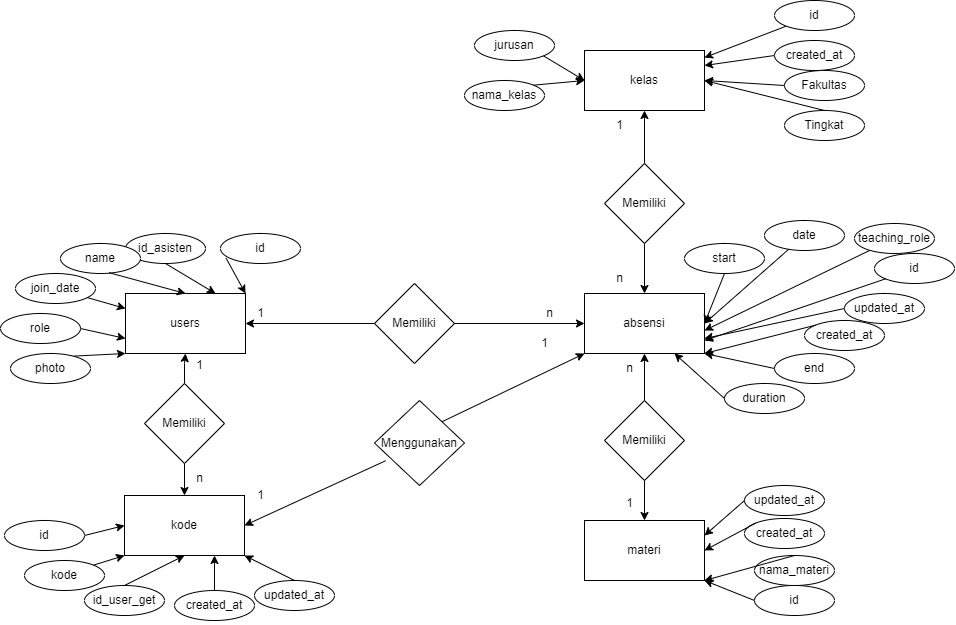 id
jurusan
created_at
kelas
Fakultas
nama_kelas
Tingkat
1
Memiliki
n
date
teaching_role
start
id
updated_at
created_at
end
duration
absensi
id_asisten
id
name
join_date
role
photo
users
1
Memiliki
n
1
1
Memiliki
n
Menggunakan
1
n
Memiliki
1
kode
id
kode
id_user_get
created_at
updated_at
materi
updated_at
created_at
nama_materi
id